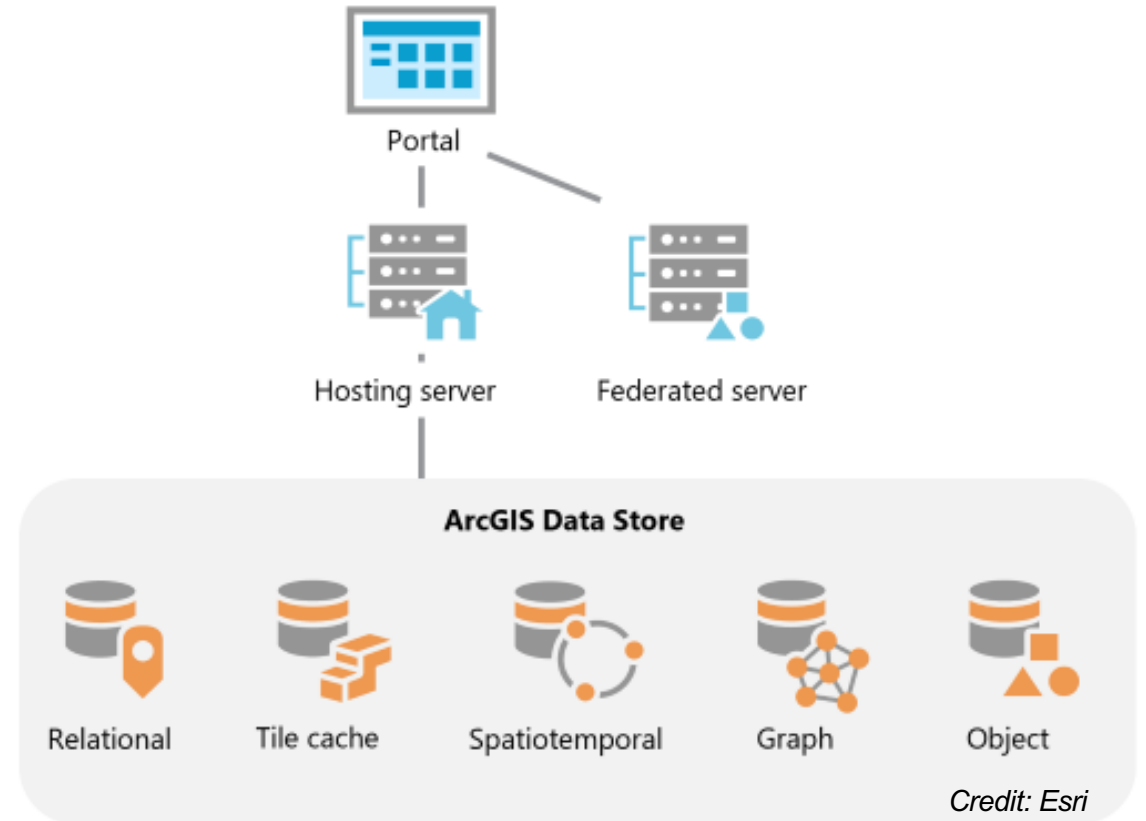 Portal
Hosting server
Federated server
ArcGIS Data Store
Relational
Tile cache
Spatiotemporal
Graph
Object
Credit: Esri